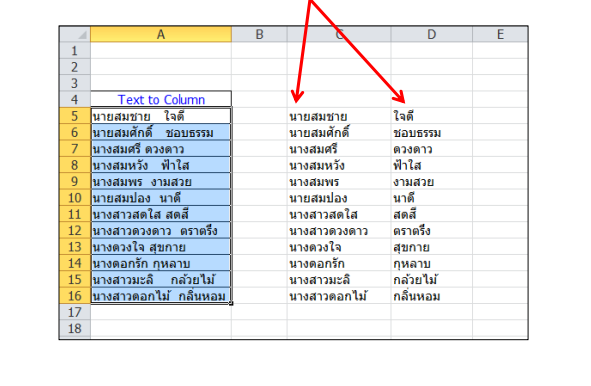 A B C D E
1
2
3
4 Text to Column
5 นายสมชาย ใจดี นายสมชาย ใจดี
6 นายสมศักดิ์ ชอบธรรม นายสมศักดิ์ ชอบธรรม
7 นางสมศรี ดวงดาว นางสมศรี ดวงดาว
8 นางสมหวัง ฟ้าใส นางสมหวัง ฟ้าใส
9 นางสมพร งามสวย นางสมพร งามสวย
10 นายสมปอง นาดี นายสมปอง นาดี
11 นางสาวสดใส สดสี นางสาวสดใส สดสี
12 นางสาวดวงดาว ตราตรึง นางสาวดวงดาว ตราตรึง
13 นางดวงใจ สุขกาย นางดวงใจ สุขกาย
14 นางดอกรัก กุหลาบ นางดอกรัก กุหลาบ
15 นางสาวมะลิ กล้วยไม้ นางสาวมะลิ กล้วยไม้
16 นางสาวดอกไม้ กลิ่นหอม นางสาวดอกไม้ กลิ่นหอม
17
18